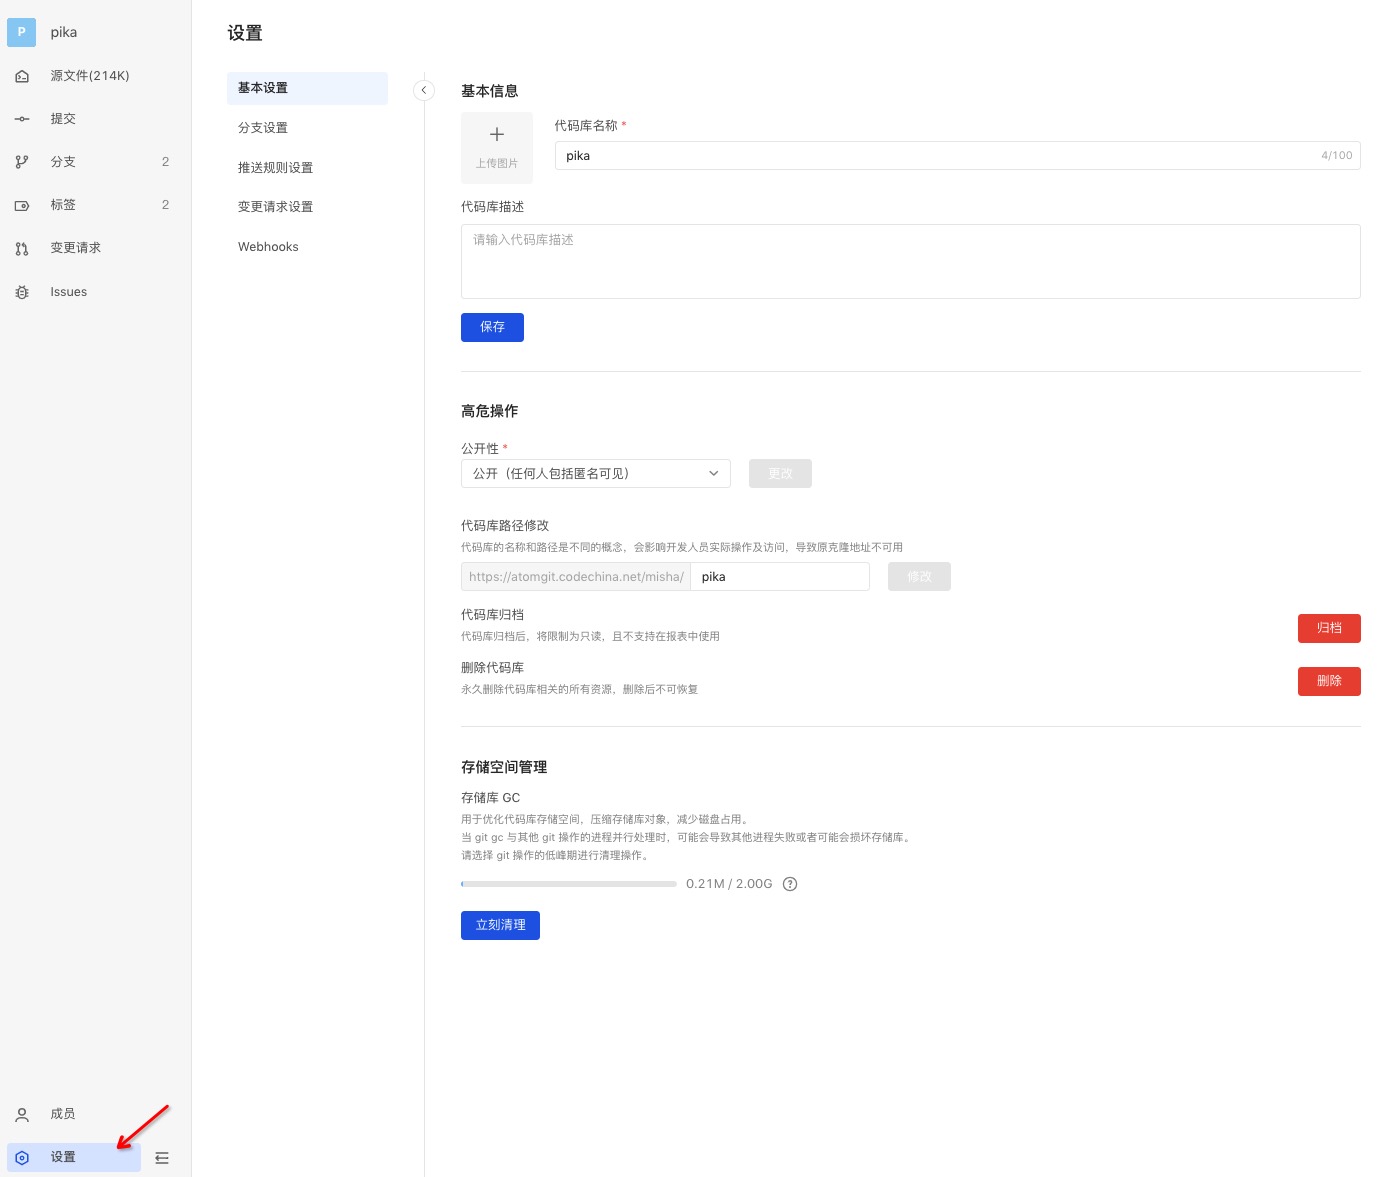 P
pika
源文件(214K)
提交
分支 2
标签 2
变更请求
Issues
成员
设置
设置
基本设置
分支设置
推送规则设置
变更请求设置
Webhooks
基本信息
上传图片
代码库名称 *
pika 4/100
代码库描述
请输入代码库描述
保存
高危操作
公开性 *
公开（任何人包括匿名可见） 更改
代码库路径修改
代码库的名称和路径是不同的概念，会影响开发人员实际操作及访问，导致原克隆地址不可用
https://atomgit.codechina.net/misha/ pika 修改
代码库归档
代码库归档后，将限制为只读，且不支持在报表中使用
归档
删除代码库
永久删除代码库相关的所有资源，删除后不可恢复
删除
存储空间管理
存储库 GC
用于优化代码库存储空间，压缩存储库对象，减少磁盘占用。
当 git gc 与其他 git 操作的进程并行处理时，可能会导致其他进程失败或者可能会损坏存储库。
请选择 git 操作的低峰期进行清理操作。
0.21M / 2.00G ?
立刻清理